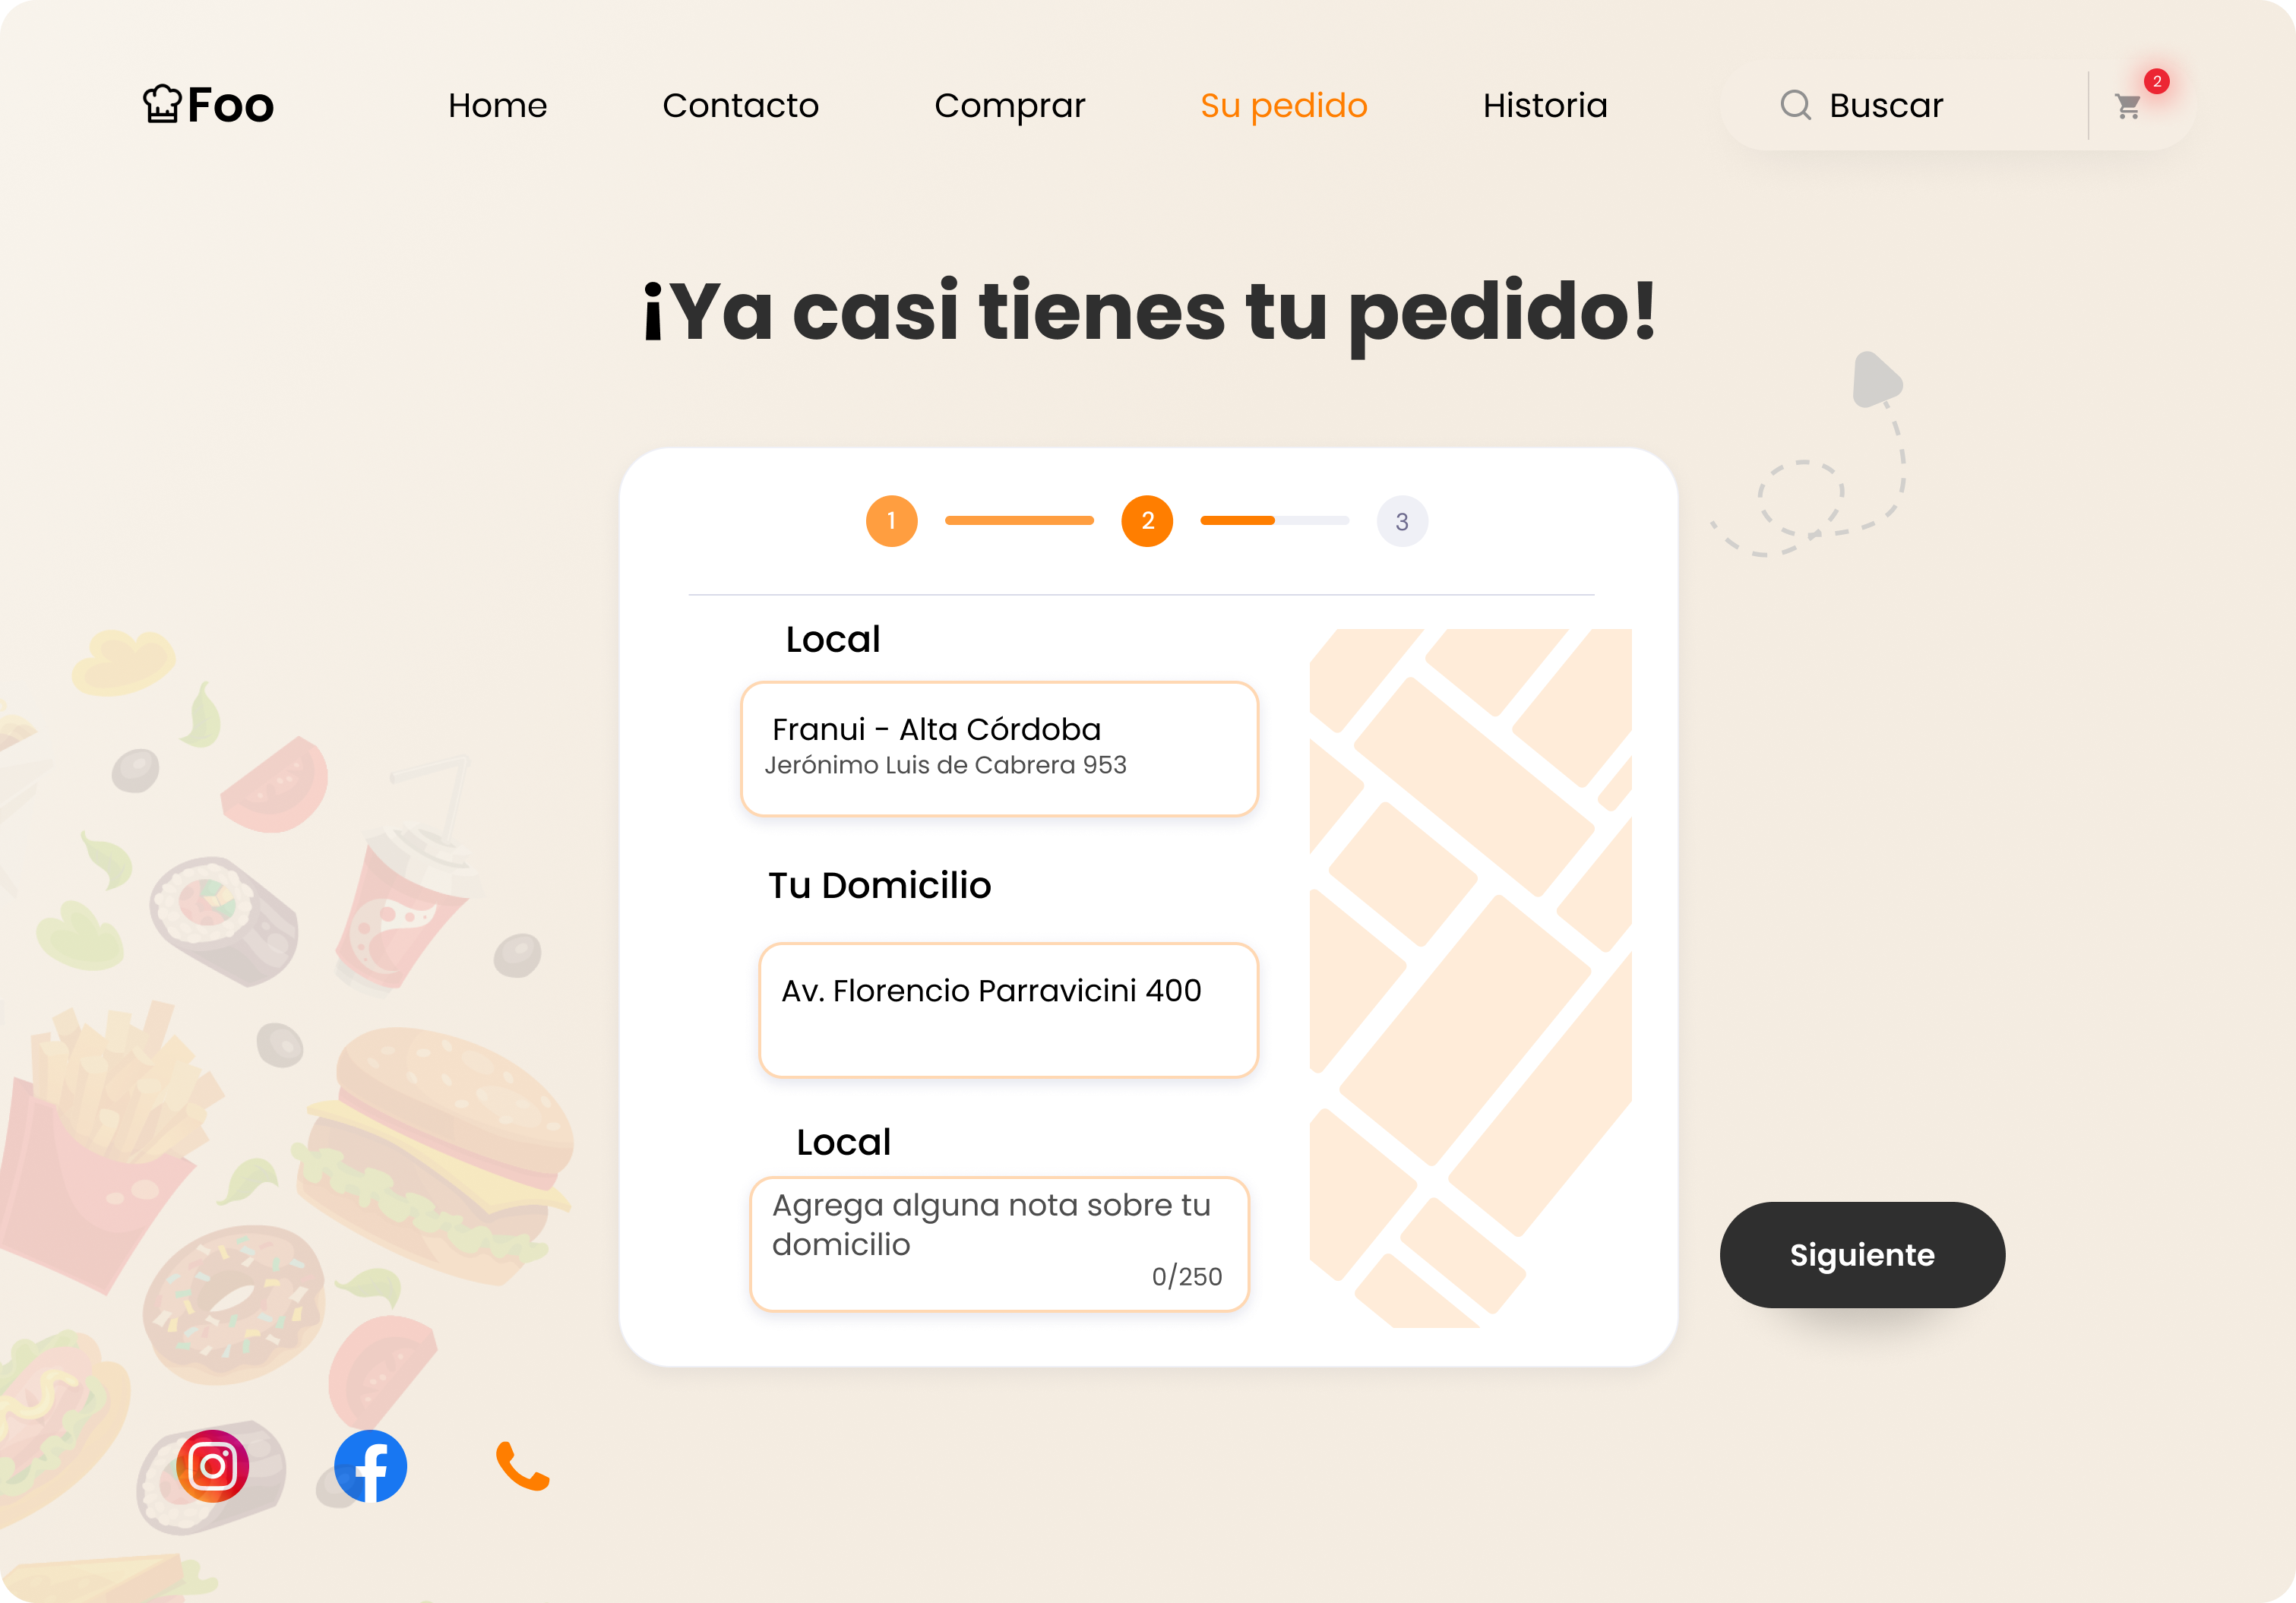 Foo
Home
Contacto
Comprar
Su pedido
Historia
Buscar
2
¡Ya casi tienes tu pedido!
1
2
3
Local
Franui - Alta Córdoba
Jerónimo Luis de Cabrera 953
Tu Domicilio
Av. Florencio Parravicini 400
Local
Agrega alguna nota sobre tu
domicilio
0/250
Siguiente